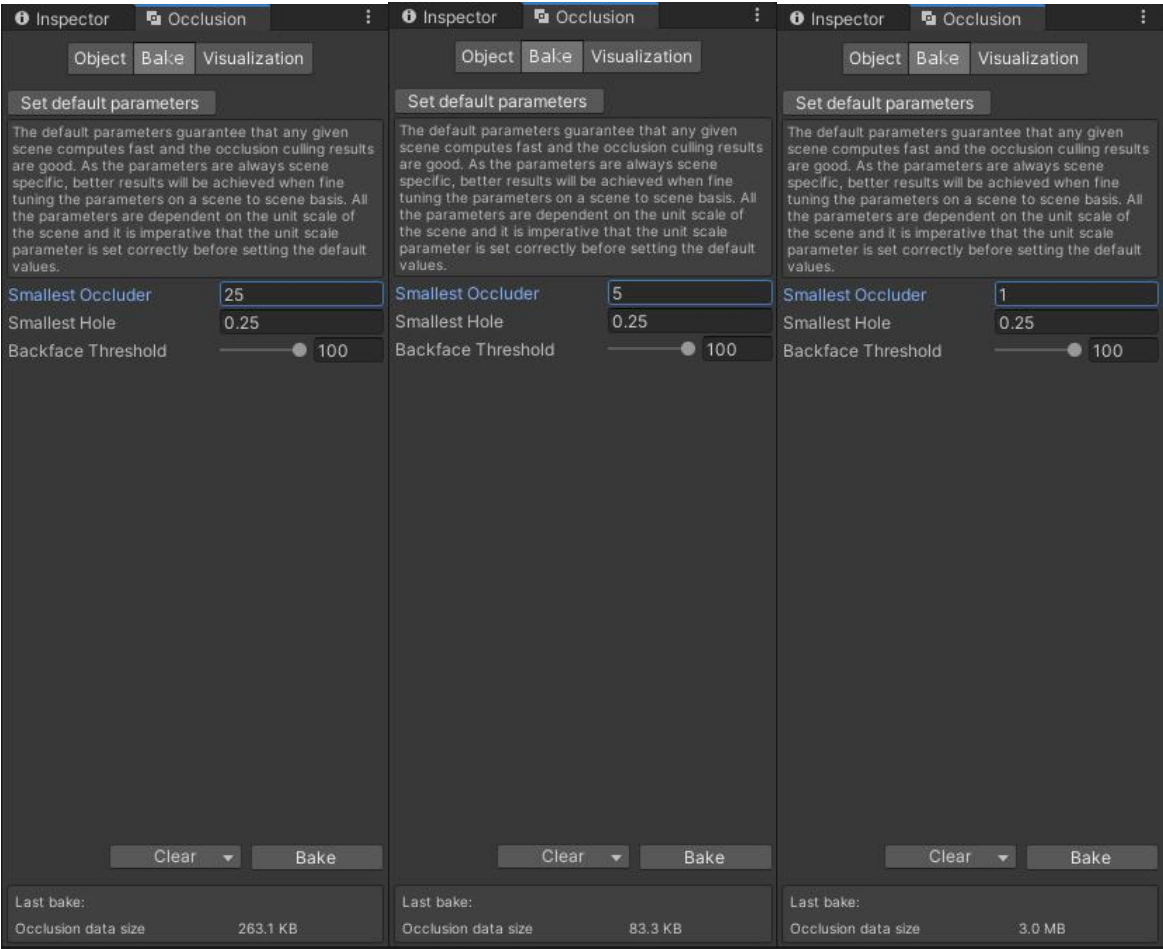 Inspector Occlusion
Object Bake Visualization
Set default parameters
The default parameters guarantee that any given
scene computes fast and the occlusion culling results
are good. As the parameters are always scene
specific, better results will be achieved when fine
tuning the parameters on a scene to scene basis. All
the parameters are dependent on the unit scale of
the scene and it is imperative that the unit scale
parameter is set correctly before setting the default
values.
Smallest Occluder 25
Smallest Hole 0.25
Backface Threshold 100
Clear Bake
Last bake:
Occlusion data size 263.1 KB
Inspector Occlusion
Object Bake Visualization
Set default parameters
The default parameters guarantee that any given
scene computes fast and the occlusion culling results
are good. As the parameters are always scene
specific, better results will be achieved when fine
tuning the parameters on a scene to scene basis. All
the parameters are dependent on the unit scale of
the scene and it is imperative that the unit scale
parameter is set correctly before setting the default
values.
Smallest Occluder 5
Smallest Hole 0.25
Backface Threshold 100
Clear Bake
Last bake:
Occlusion data size 83.3 KB
Inspector Occlusion
Object Bake Visualization
Set default parameters
The default parameters guarantee that any given
scene computes fast and the occlusion culling results
are good. As the parameters are always scene
specific, better results will be achieved when fine
tuning the parameters on a scene to scene basis. All
the parameters are dependent on the unit scale of
the scene and it is imperative that the unit scale
parameter is set correctly before setting the default
values.
Smallest Occluder 1
Smallest Hole 0.25
Backface Threshold 100
Clear Bake
Last bake:
Occlusion data size 3.0 MB